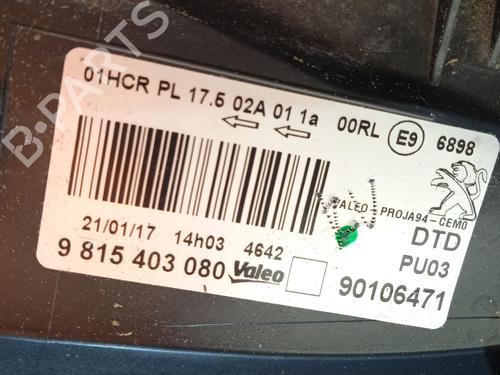 01HCR PL 17.5 02A 01 1a 00RL E9 6898
VALEO PROJA94-CEM0
21/01/17 14h03 4642
DTD
PU03
9 815 403 080 Valeo
90106471
B-PARTS